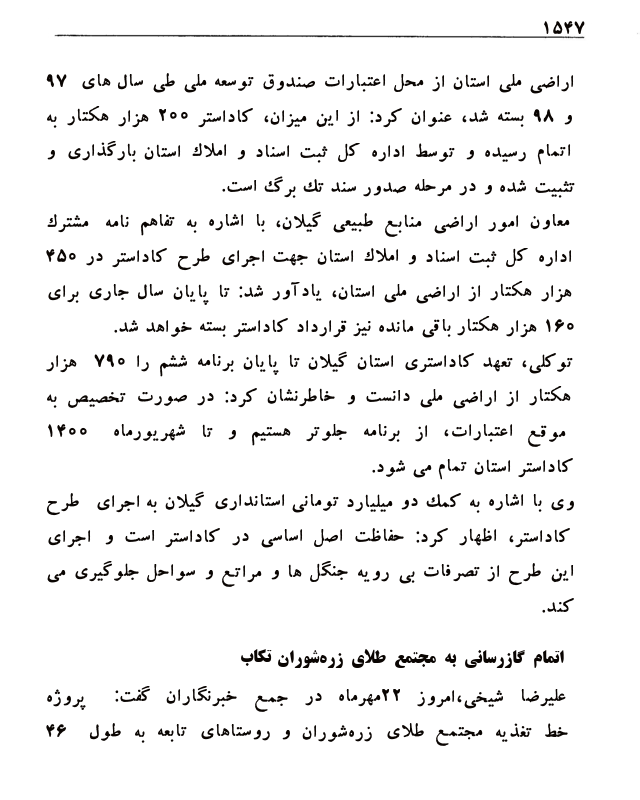 ۱۵۴۷
اراضی ملی استان از محل اعتبارات صندوق توسعه ملی طی سال های ۹۷
و ۹۸ بسته شد، عنوان کرد: از این میزان، کاداستر ۲۰۰ هزار هکتار به
اتمام رسیده و توسط اداره کل ثبت اسناد و املاک استان بارگذاری و
تثبیت شده و در مرحله صدور سند تک برگ است.
معاون امور اراضی منابع طبیعی گیلان، با اشاره به تفاهم نامه مشترک
اداره کل ثبت اسناد و املاک استان جهت اجرای طرح کاداستر در ۴۵۰
هزار هکتار از اراضی ملی استان، یادآور شد: تا پایان سال جاری برای
۱۶۰ هزار هکتار باقی مانده نیز قرارداد کاداستر بسته خواهد شد.
توکلی، تعهد کاداستری استان گیلان تا پایان برنامه ششم را ۷۹۰ هزار
هکتار از اراضی ملی دانست و خاطرنشان کرد: در صورت تخصیص به
موقع اعتبارات، از برنامه جلوتر هستیم و تا شهریورماه ۱۴۰۰
کاداستر استان تمام می شود.
وی با اشاره به کمک دو میلیارد تومانی استانداری گیلان به اجرای طرح
کاداستر، اظهار کرد: حفاظت اصل اساسی در کاداستر است و اجرای
این طرح از تصرفات بی رویه جنگل ها و مراتع و سواحل جلوگیری می
کند.
اتمام گازرسانی به مجتمع طلای زره‌شوران تکاب
علیرضا شیخی،امروز ۲۲مهرماه در جمع خبرنگاران گفت: پروژه
خط تغذیه مجتمع طلای زره‌شوران و روستاهای تابعه به طول ۴۶